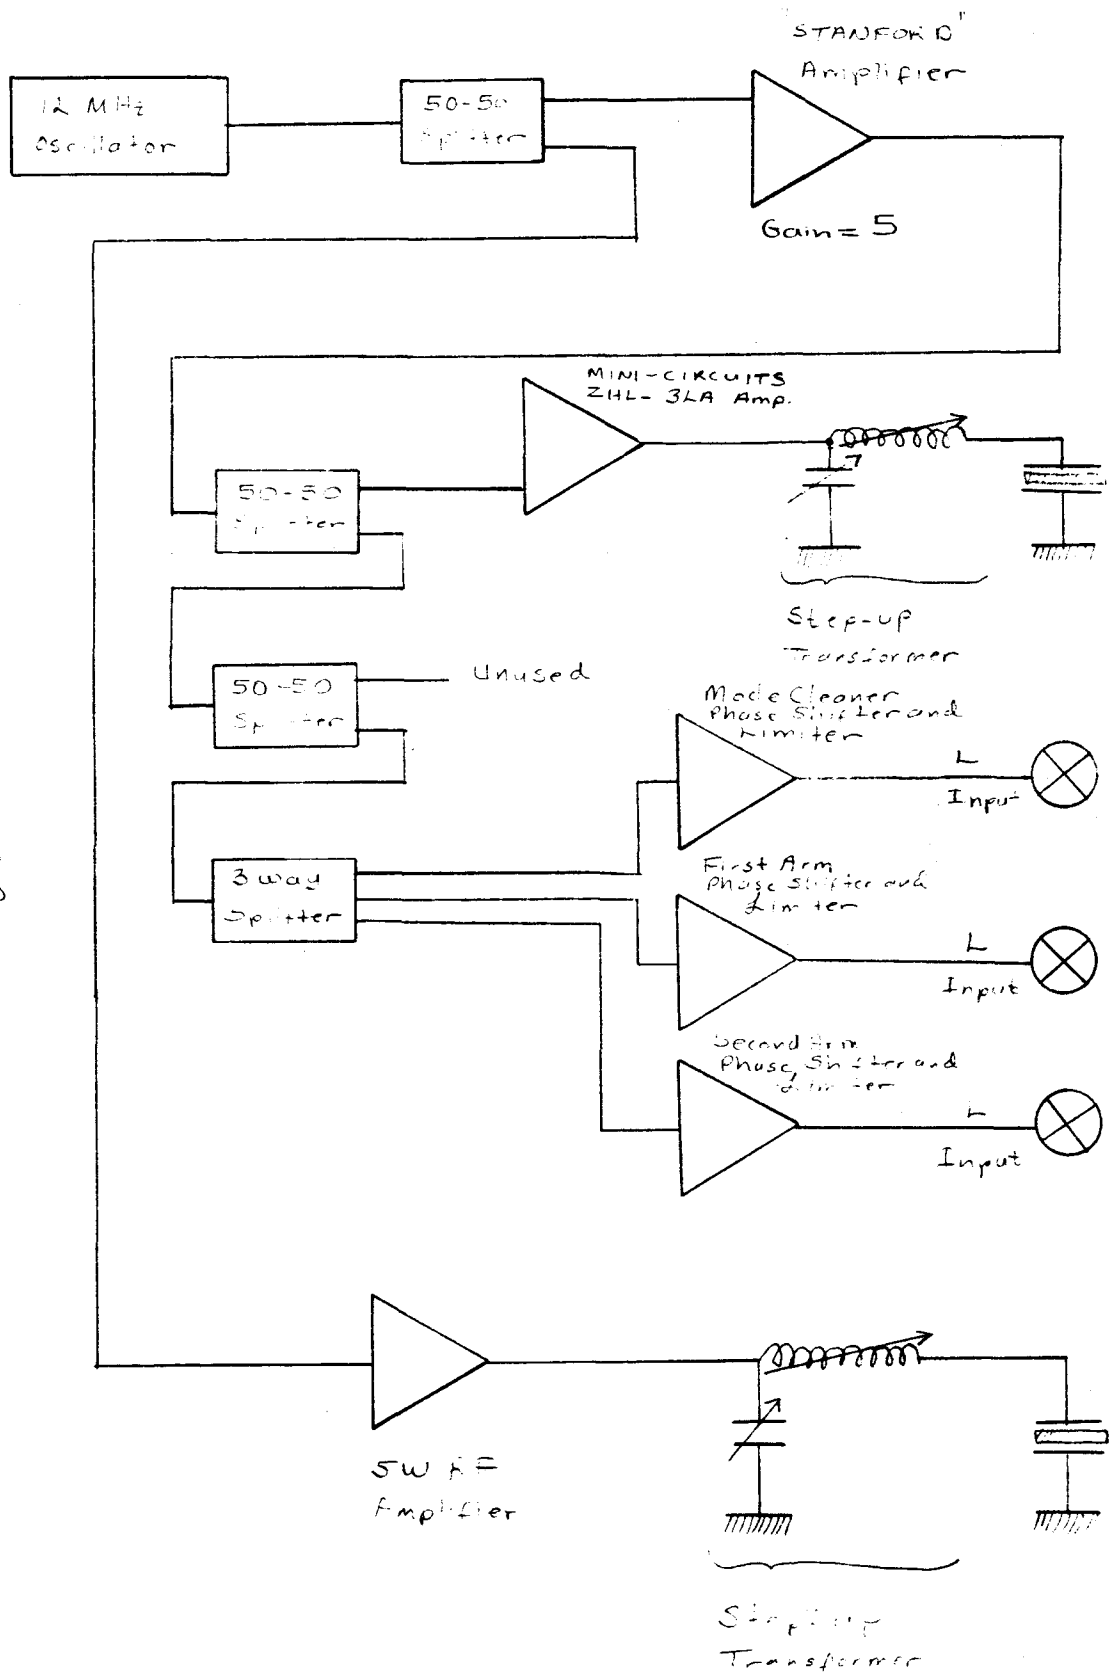 "STANFORD"
Amplifier
12 MHz
Oscillator
50-50
Splitter
Gain = 5
MINI-CIRCUITS
ZHL-3LA Amp.
50-50
Splitter
Step-up
Transformer
50-50
Splitter
Unused
Mode Cleaner
Phase Shifter and
Limiter
L
Input
3 way
Splitter
First Arm
Phase Shifter and
Limiter
L
Input
Second Arm
Phase Shifter and
Limiter
L
Input
5W RF
Amplifier
Step-up
Transformer